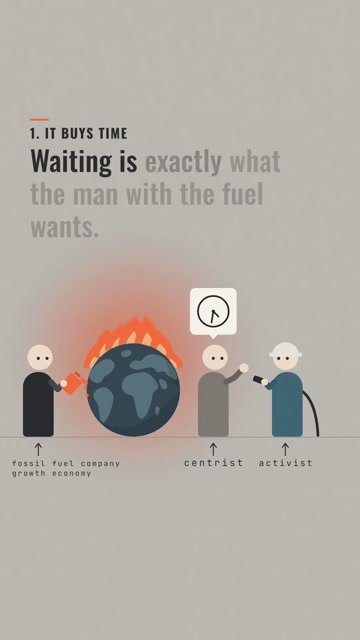 1. IT BUYS TIME
Waiting is exactly what
the man with the fuel
wants.
fossil fuel company
growth economy
centrist
activist